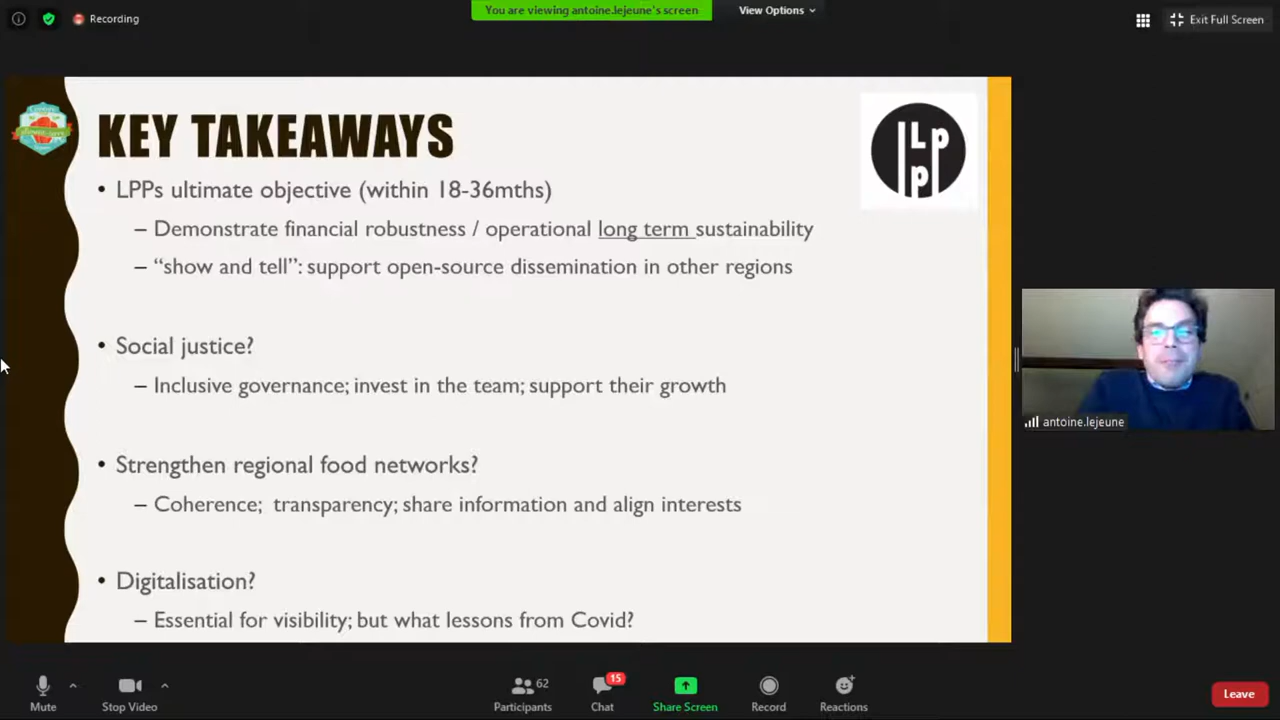 Recording
You are viewing antoine.lejeune's screen
View Options
Exit Full Screen
KEY TAKEAWAYS
LPp
p
• LPPs ultimate objective (within 18-36mths)
– Demonstrate financial robustness / operational long term sustainability
– “show and tell”: support open-source dissemination in other regions
• Social justice?
– Inclusive governance; invest in the team; support their growth
• Strengthen regional food networks?
– Coherence; transparency; share information and align interests
• Digitalisation?
– Essential for visibility; but what lessons from Covid?
antoine.lejeune
Mute
Stop Video
62
Participants
15
Chat
Share Screen
Record
Reactions
Leave